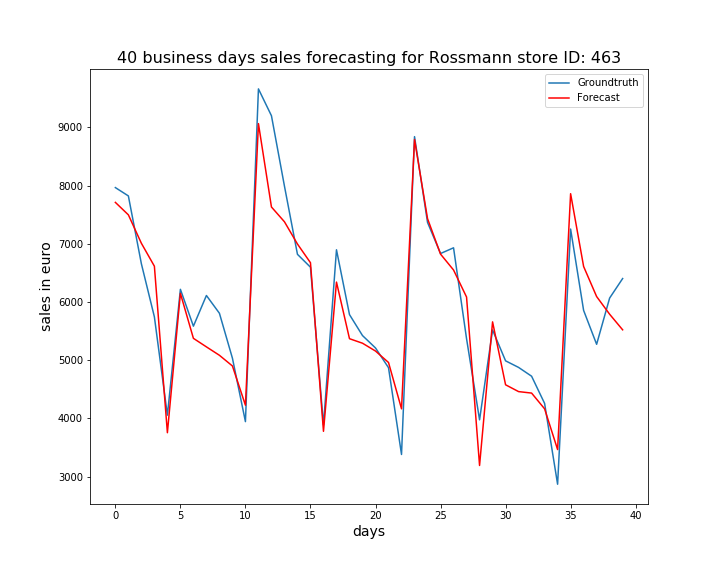 40 business days sales forecasting for Rossmann store ID: 463
Groundtruth
Forecast
sales in euro
9000
8000
7000
6000
5000
4000
3000
0 5 10 15 20 25 30 35 40
days